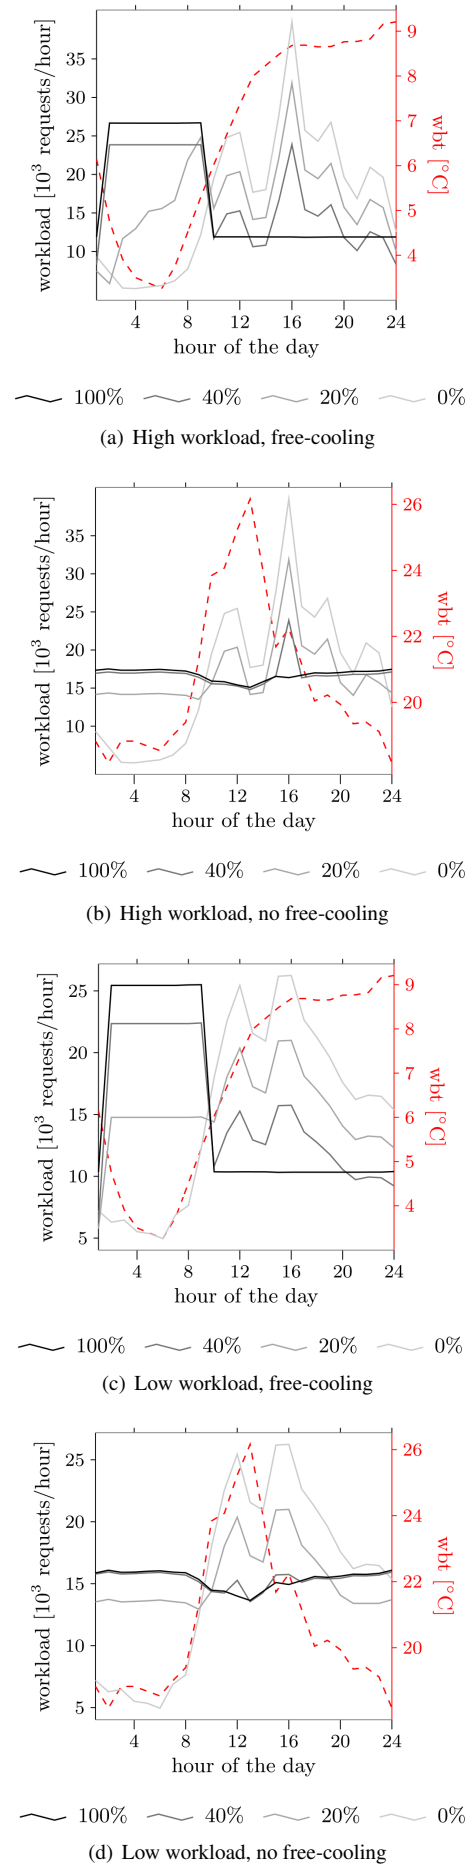 workload [10³ requests/hour]
35
30
25
20
15
10
9
8
7
6
5
4
wbt [°C]
4 8 12 16 20 24
hour of the day
100% 40% 20% 0%
(a) High workload, free-cooling
workload [10³ requests/hour]
35
30
25
20
15
10
26
24
22
20
wbt [°C]
4 8 12 16 20 24
hour of the day
100% 40% 20% 0%
(b) High workload, no free-cooling
workload [10³ requests/hour]
25
20
15
10
5
9
8
7
6
5
4
wbt [°C]
4 8 12 16 20 24
hour of the day
100% 40% 20% 0%
(c) Low workload, free-cooling
workload [10³ requests/hour]
25
20
15
10
5
26
24
22
20
wbt [°C]
4 8 12 16 20 24
hour of the day
100% 40% 20% 0%
(d) Low workload, no free-cooling